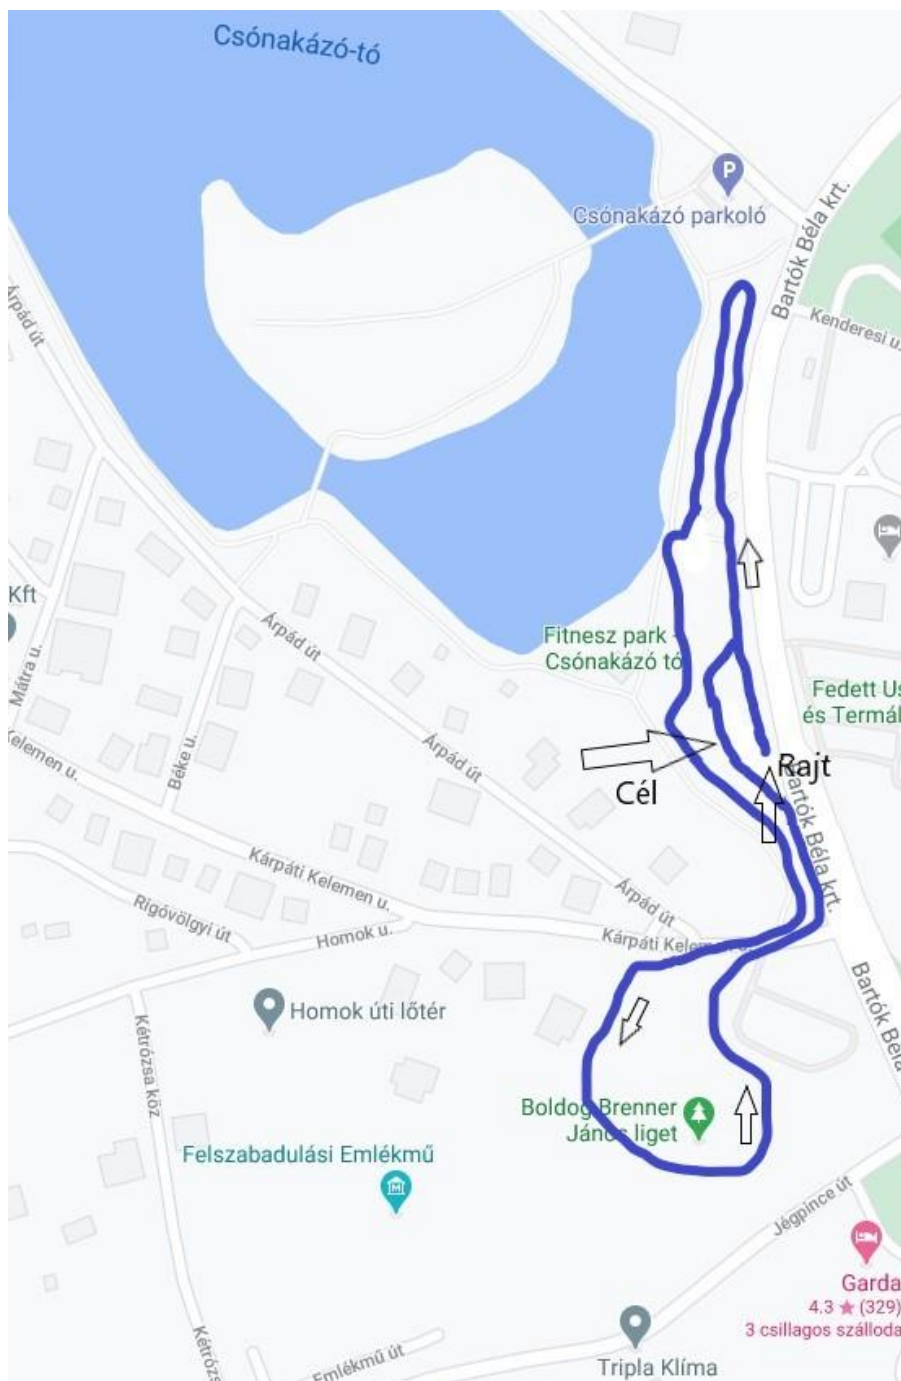 Csónakázó-tó
P
Csónakázó parkoló
Bartók Béla krt.
Kenderesi u.
Árpád út
Kft
Mátra u.
Kelemen u.
Béke u.
Árpád út
Fitnesz park -
Csónakázó tó
Fedett Us
és Termál
Árpád út
Rajt
Cél
Bartók Béla krt.
Kárpáti Kelemen u.
Rigóvölgyi út
Homok u.
Árpád út
Kárpáti Kelemen u.
Bartók Béla
Homok úti lőtér
Kétrózsa köz
Boldog Brenner
János liget
Felszabadulási Emlékmű
M
Jégpince út
Garda
4.3 ★ (329)
3 csillagos szálloda
Kétrózs
Emlékmű út
Tripla Klíma